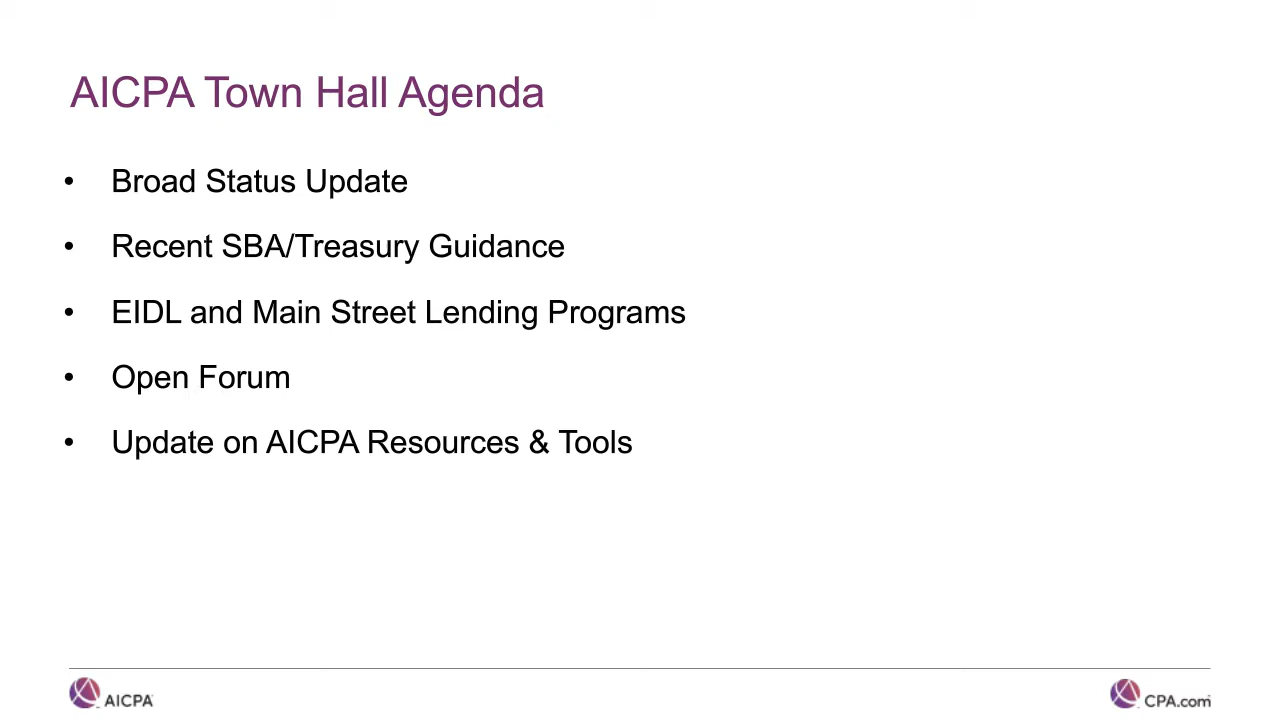 AICPA Town Hall Agenda
• Broad Status Update
• Recent SBA/Treasury Guidance
• EIDL and Main Street Lending Programs
• Open Forum
• Update on AICPA Resources & Tools
AICPA
CPA.com